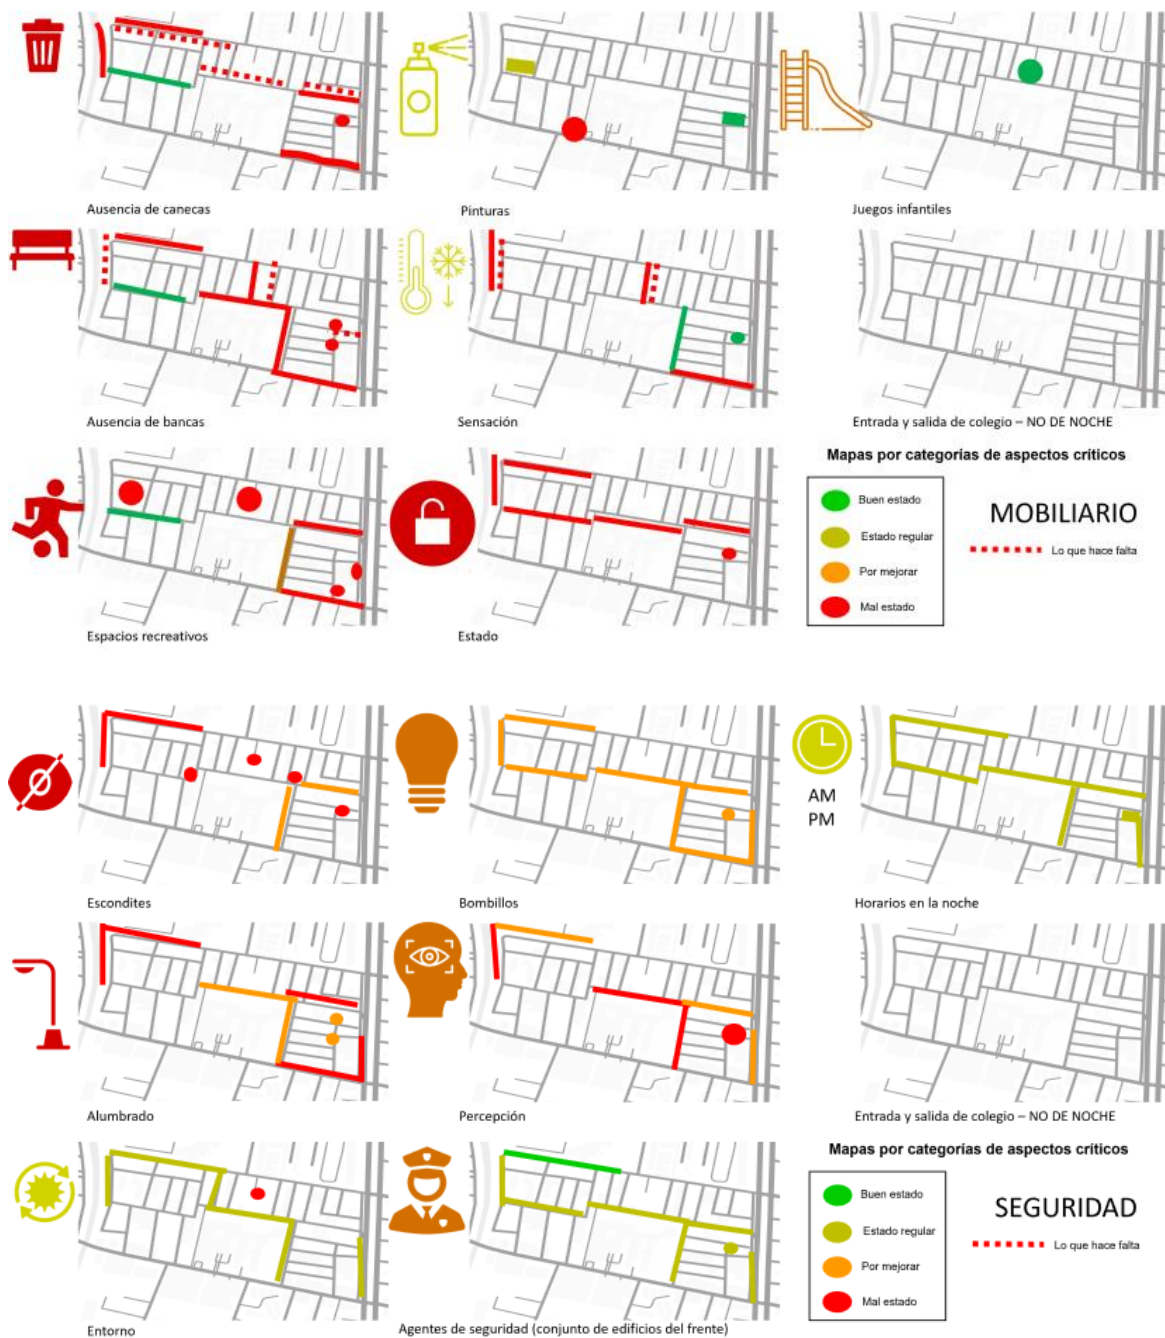 Ausencia de canecas
Pinturas
Juegos infantiles
Ausencia de bancas
Sensación
Entrada y salida de colegio – NO DE NOCHE
Espacios recreativos
Estado
Mapas por categorías de aspectos críticos
Buen estado
Estado regular
Por mejorar
Mal estado
MOBILIARIO
Lo que hace falta
Escondites
Bombillos
AM
PM
Horarios en la noche
Alumbrado
Percepción
Entrada y salida de colegio – NO DE NOCHE
Entorno
Agentes de seguridad (conjunto de edificios del frente)
Mapas por categorías de aspectos críticos
Buen estado
Estado regular
Por mejorar
Mal estado
SEGURIDAD
Lo que hace falta